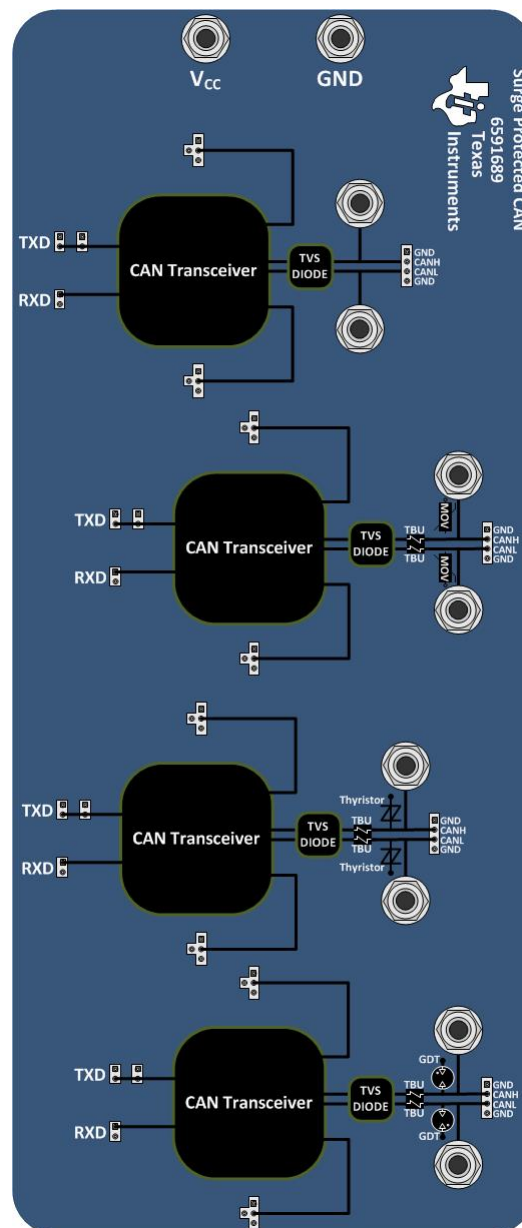 V_CC
GND
Surge Protected CAN
6591689
Texas
Instruments
TXD
RXD
CAN Transceiver
TVS
DIODE
GND
CANH
CANL
GND
TXD
RXD
CAN Transceiver
TVS
DIODE
TBU
TBU
MOV
MOV
GND
CANH
CANL
GND
TXD
RXD
CAN Transceiver
TVS
DIODE
Thyristor
TBU
TBU
Thyristor
GND
CANH
CANL
GND
TXD
RXD
CAN Transceiver
TVS
DIODE
TBU
TBU
GDT
GDT
GND
CANH
CANL
GND